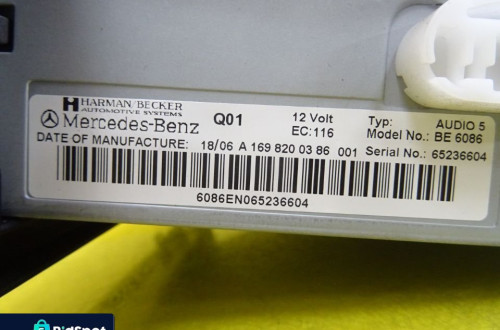 HARMAN/BECKER
AUTOMOTIVE SYSTEMS
Mercedes-Benz Q01 12 Volt Typ: AUDIO 5
EC:116 Model No.: BE 6086
DATE OF MANUFACTURE: 18/06 A 169 820 03 86 001 Serial No.: 65236604
6086EN065236604
BidSpot